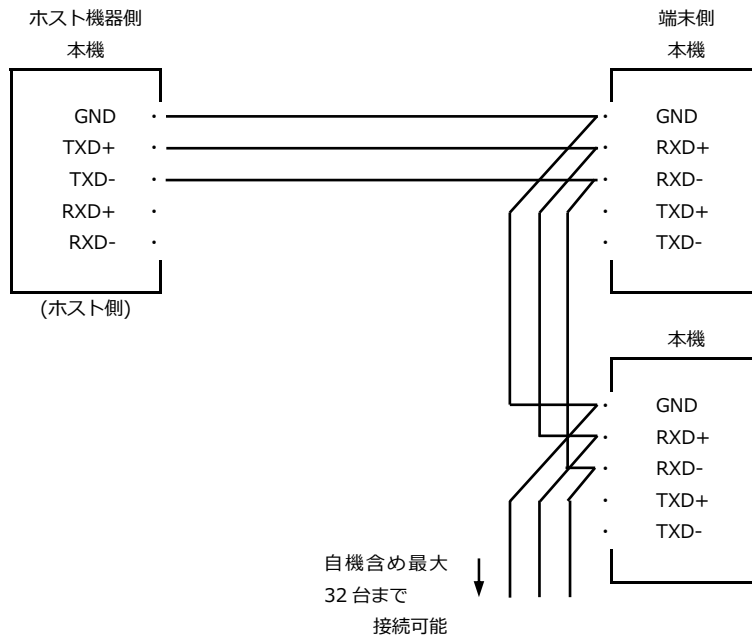 ホスト機器側
本機
GND
TXD+
TXD-
RXD+
RXD-
(ホスト側)
端末側
本機
GND
RXD+
RXD-
TXD+
TXD-
本機
GND
RXD+
RXD-
TXD+
TXD-
自機含め最大
32 台まで
接続可能